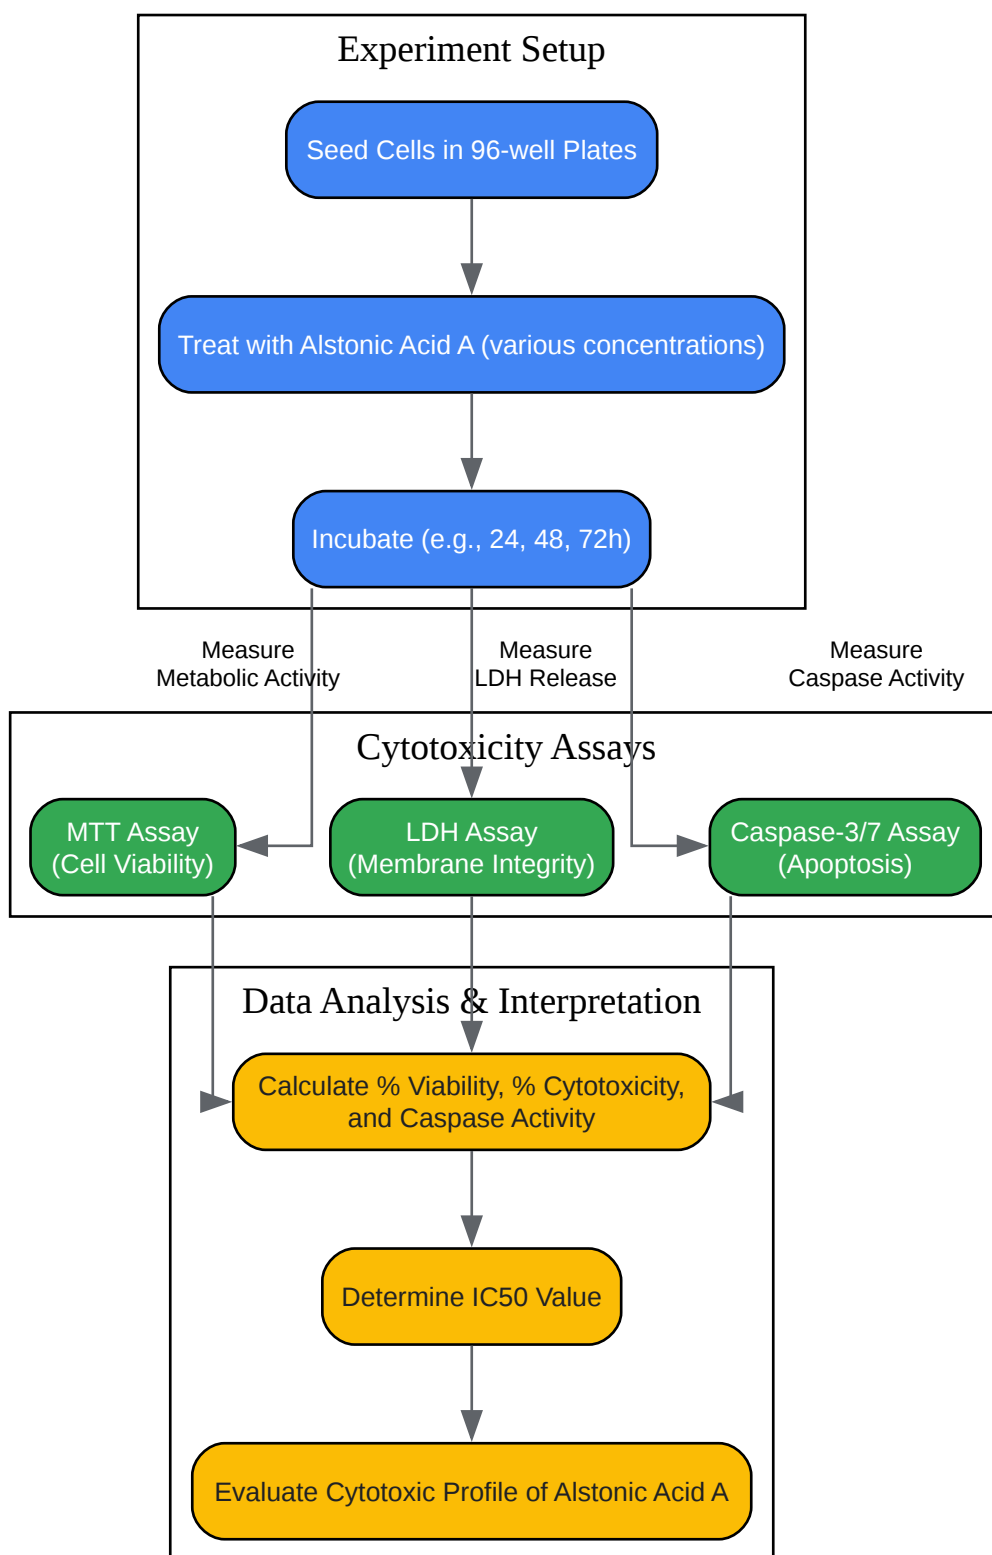 Experiment Setup
Seed Cells in 96-well Plates
Treat with Alstonic Acid A (various concentrations)
Incubate (e.g., 24, 48, 72h)
Measure
Metabolic Activity
Measure
LDH Release
Measure
Caspase Activity
Cytotoxicity Assays
MTT Assay
(Cell Viability)
LDH Assay
(Membrane Integrity)
Caspase-3/7 Assay
(Apoptosis)
Data Analysis & Interpretation
Calculate % Viability, % Cytotoxicity,
and Caspase Activity
Determine IC50 Value
Evaluate Cytotoxic Profile of Alstonic Acid A